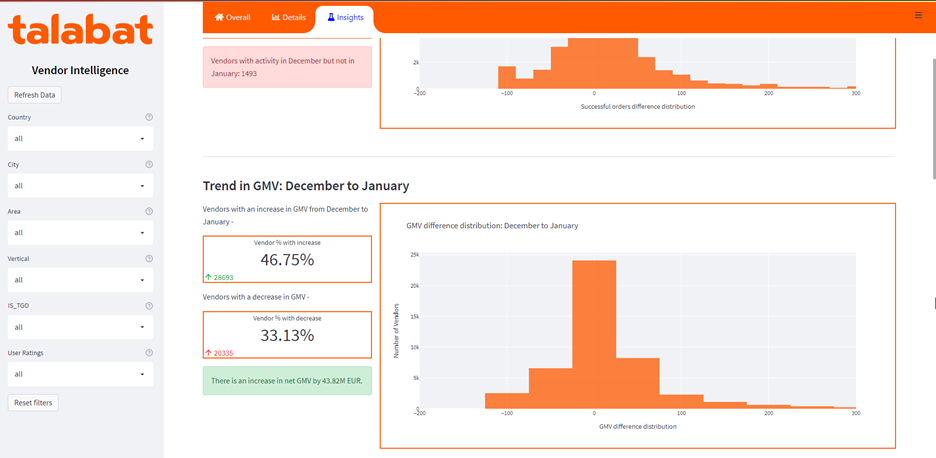 talabat
Vendor Intelligence
Refresh Data
Country
all
City
all
Area
all
Vertical
all
IS_TGO
all
User Ratings
all
Reset filters
Overall
Details
Insights
Vendors with activity in December but not in
January: 1493
2k
0
−200
−100
0
100
200
300
Successful orders difference distribution
Trend in GMV: December to January
Vendors with an increase in GMV from December to
January -
Vendor % with increase
46.75%
28693
Vendors with a decrease in GMV -
Vendor % with decrease
33.13%
20335
There is an increase in net GMV by 43.82M EUR.
GMV difference distribution: December to January
25k
20k
15k
10k
5k
0
Number of Vendors
−200
−100
0
100
200
300
GMV difference distribution